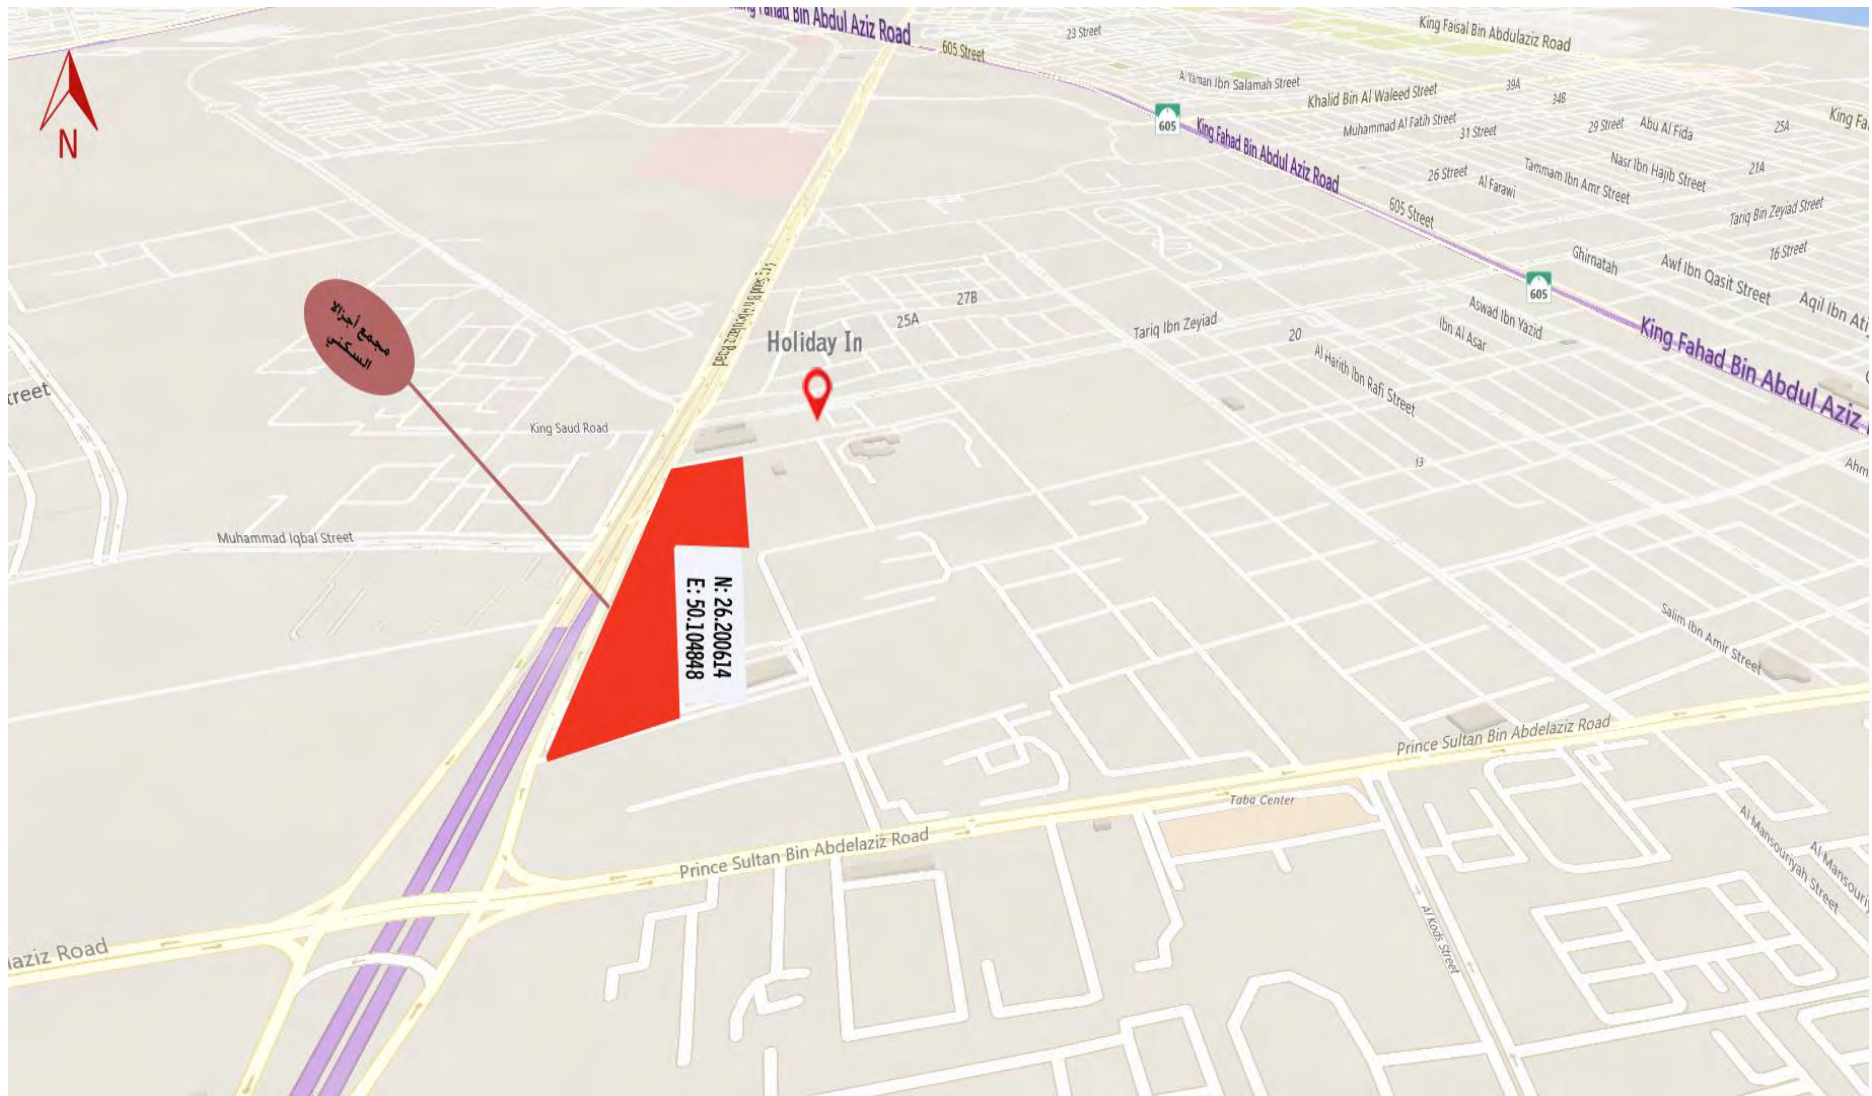 King Fahad Bin Abdul Aziz Road
605 Street
23 Street
King Faisal Bin Abdulaziz Road
Al Yaman Ibn Salamah Street
Khalid Bin Al Waleed Street
39A
34B
Muhammad Al Fatih Street
31 Street
29 Street
Abu Al Fida
25A
King Fa
605
King Fahad Bin Abdul Aziz Road
26 Street
Al Farawi
Tammam Ibn Amr Street
Nasr Ibn Hajib Street
21A
605 Street
Tariq Bin Zeyiad Street
16 Street
Ghirnatah
Awf Ibn Qasit Street
Aqil Ibn Ati
605
N
مجمع أجزالا
السكني
27B
25A
Holiday In
Tariq Ibn Zeyiad
20
Aswad Ibn Yazid
Ibn Al Asar
King Fahad Bin Abdul Aziz
Al Harith Ibn Rafi Street
treet
King Saud Road
13
Ahm
Muhammad Iqbal Street
N: 26.200614
E: 50.104848
Salim Ibn Amir Street
Prince Sultan Bin Abdelaziz Road
Taba Center
Prince Sultan Bin Abdelaziz Road
Al Mansouriyah Street
Al Mansouriy
Al Kods Street
laziz Road